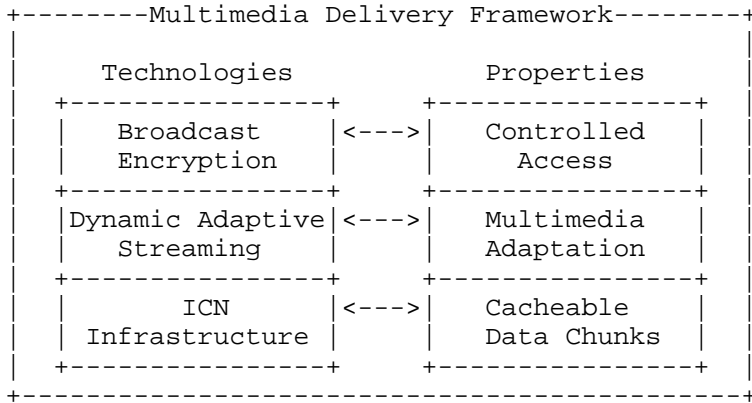 Multimedia Delivery Framework
Technologies Properties
Broadcast <---> Controlled
Encryption Access
Dynamic Adaptive <---> Multimedia
Streaming Adaptation
ICN <---> Cacheable
Infrastructure Data Chunks